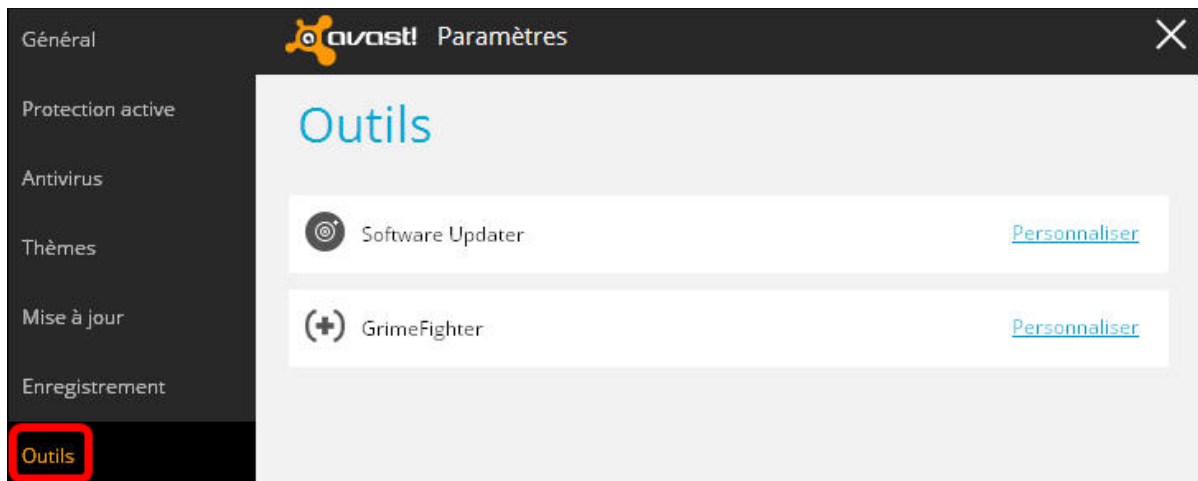 Général
Protection active
Antivirus
Thèmes
Mise à jour
Enregistrement
Outils
avast! Paramètres
Outils
Software Updater Personnaliser
GrimeFighter Personnaliser